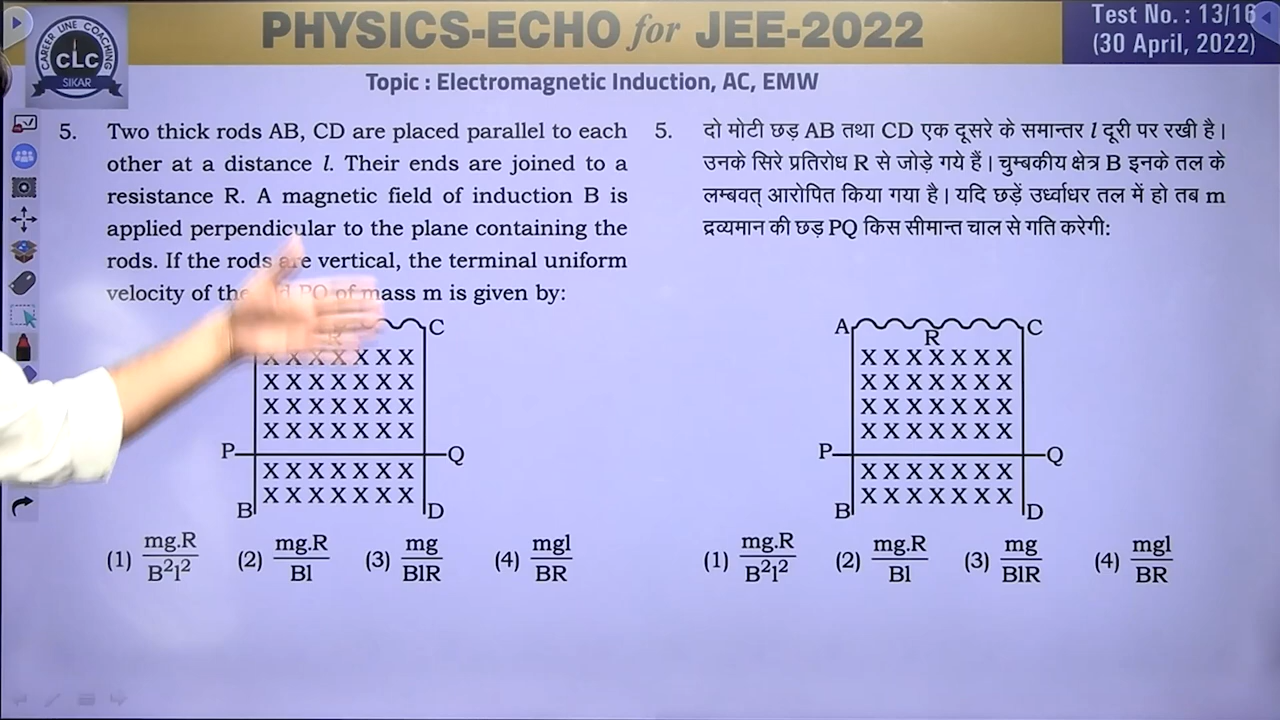 PHYSICS-ECHO for JEE-2022
Test No. : 13/16
(30 April, 2022)
CAREER LINE COACHING
CLC
SIKAR
Topic : Electromagnetic Induction, AC, EMW
5. Two thick rods AB, CD are placed parallel to each
other at a distance l. Their ends are joined to a
resistance R. A magnetic field of induction B is
applied perpendicular to the plane containing the
rods. If the rods are vertical, the terminal uniform
velocity of the PQ of mass m is given by:
C
X X X X X X X
X X X X X X X
X X X X X X X
X X X X X X X
P Q
X X X X X X X
X X X X X X X
B D
(1) mg.R/B²l² (2) mg.R/Bl (3) mg/BlR (4) mgl/BR
5. दो मोटी छड़ AB तथा CD एक दूसरे के समान्तर l दूरी पर रखी है।
उनके सिरे प्रतिरोध R से जोड़े गये हैं। चुम्बकीय क्षेत्र B इनके तल के
लम्बवत् आरोपित किया गया है। यदि छड़ें उर्ध्वाधर तल में हो तब m
द्रव्यमान की छड़ PQ किस सीमान्त चाल से गति करेगी:
A C
R
X X X X X X X
X X X X X X X
X X X X X X X
X X X X X X X
P Q
X X X X X X X
X X X X X X X
B D
(1) mg.R/B²l² (2) mg.R/Bl (3) mg/BlR (4) mgl/BR